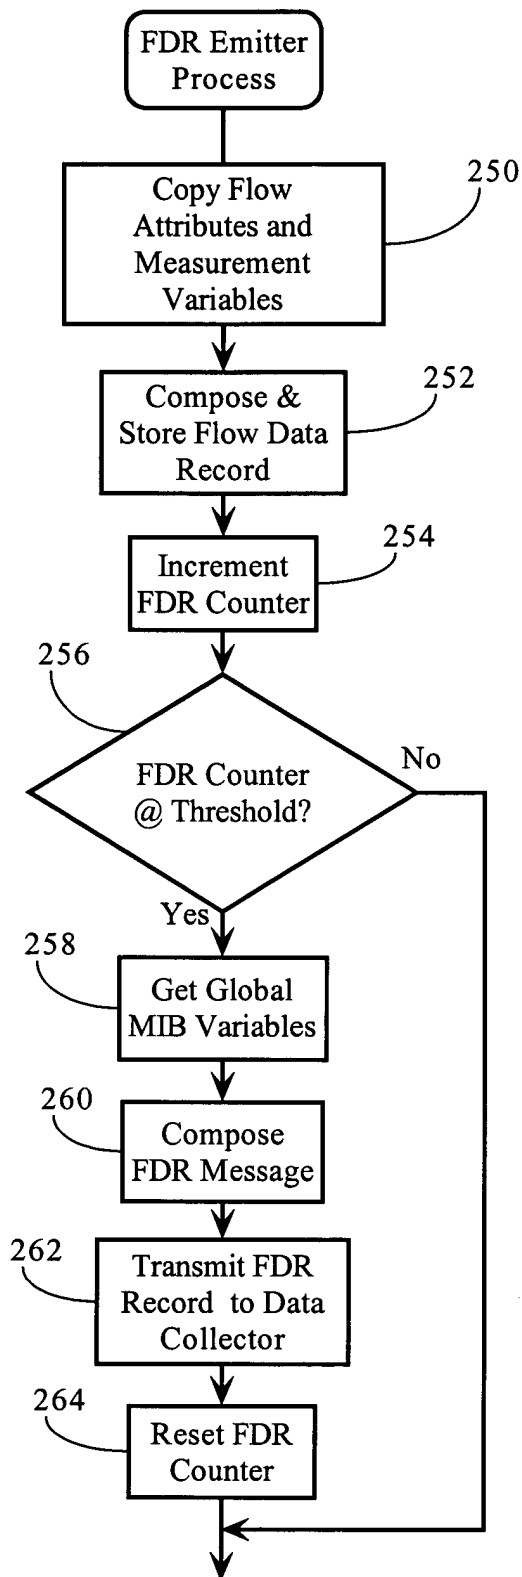 FDR Emitter
Process
250
Copy Flow
Attributes and
Measurement
Variables
252
Compose &
Store Flow Data
Record
254
Increment
FDR Counter
256
FDR Counter
@ Threshold?
No
Yes
258
Get Global
MIB Variables
260
Compose
FDR Message
262
Transmit FDR
Record to Data
Collector
264
Reset FDR
Counter